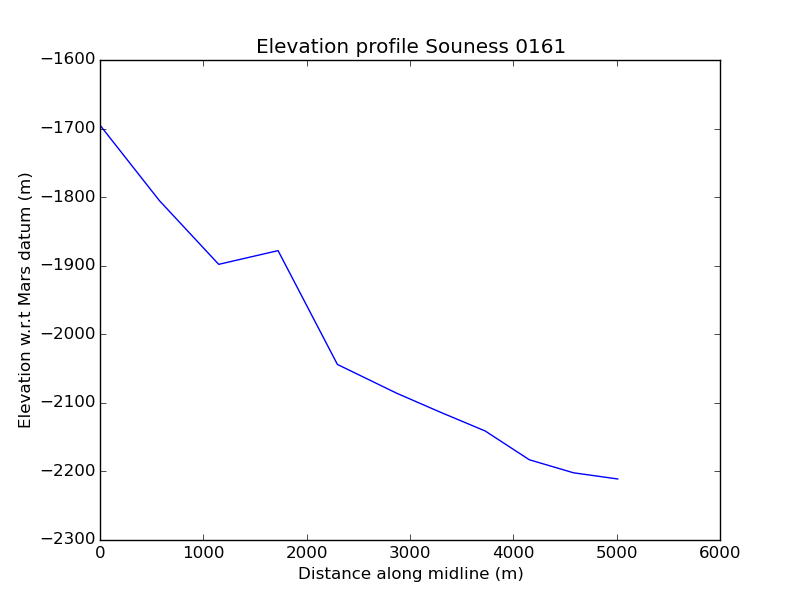 Elevation profile Souness 0161
−1600
−1700
−1800
−1900
−2000
−2100
−2200
−2300
Elevation w.r.t Mars datum (m)
0 1000 2000 3000 4000 5000 6000
Distance along midline (m)